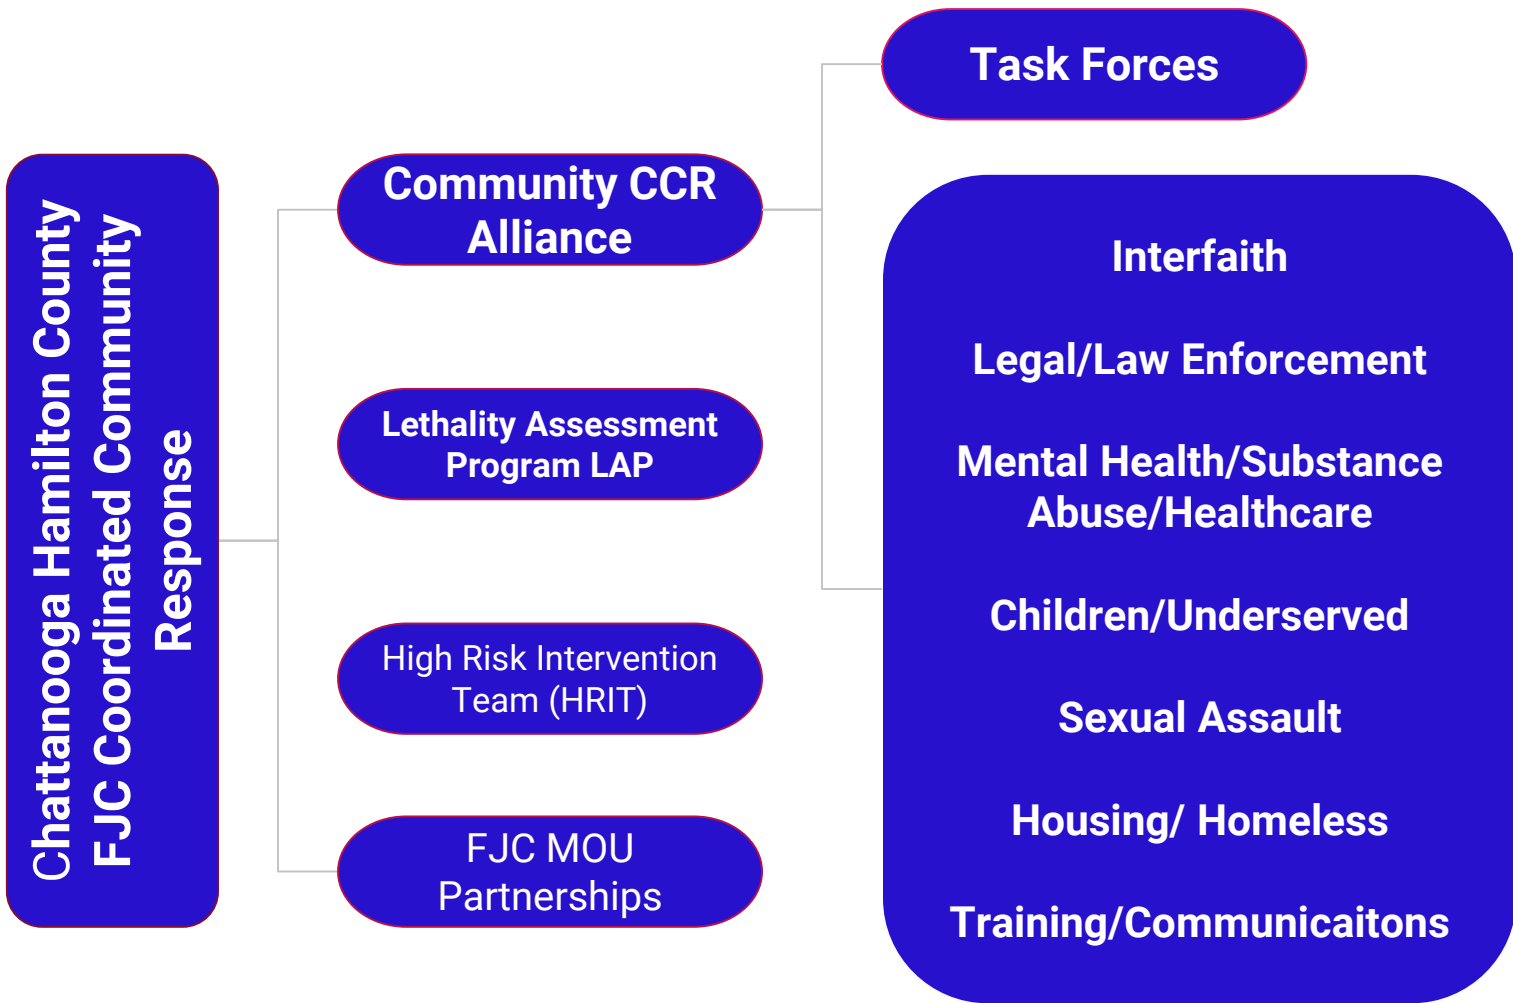 Chattanooga Hamilton County
FJC Coordinated Community
Response
Community CCR
Alliance
Lethality Assessment
Program LAP
High Risk Intervention
Team (HRIT)
FJC MOU
Partnerships
Task Forces
Interfaith
Legal/Law Enforcement
Mental Health/Substance
Abuse/Healthcare
Children/Underserved
Sexual Assault
Housing/ Homeless
Training/Communicaitons